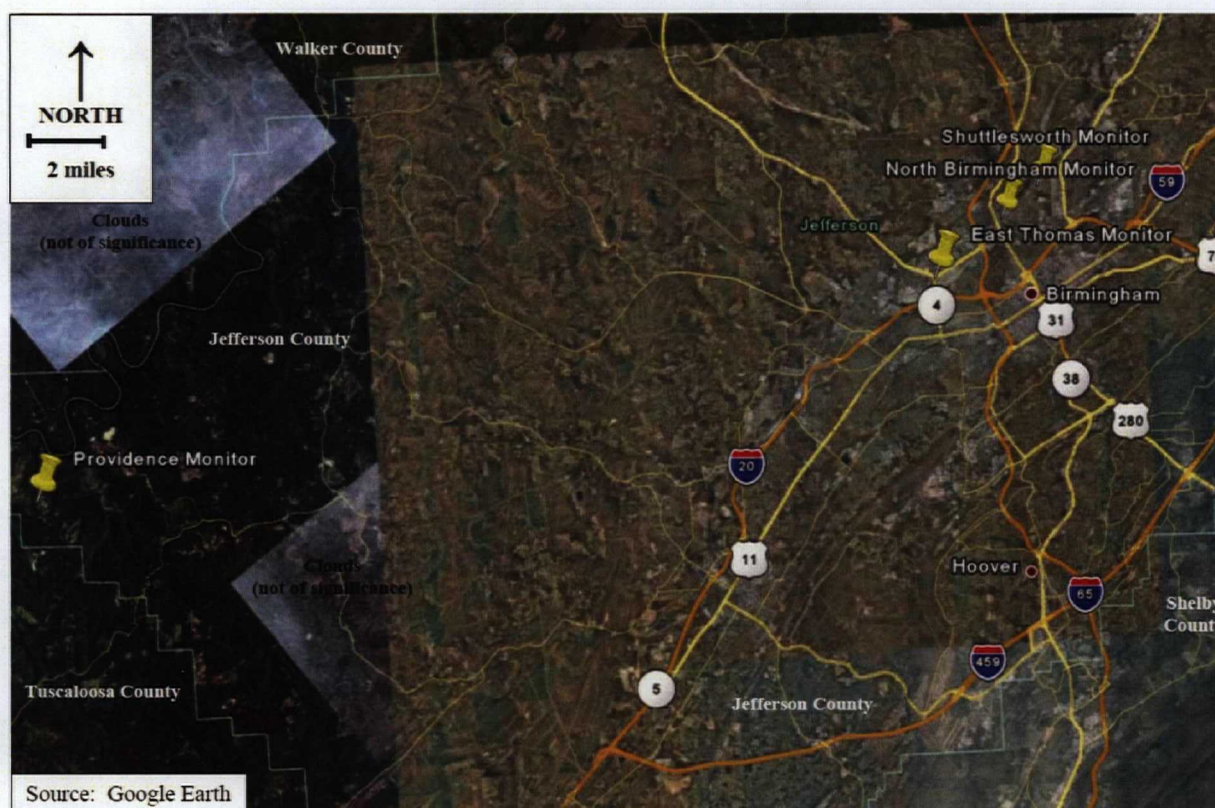 NORTH
2 miles
Walker County
Clouds
(not of significance)
Shuttlesworth Monitor
North Birmingham Monitor
59
Jefferson
East Thomas Monitor
4
Birmingham
31
Jefferson County
38
280
Providence Monitor
20
11
Clouds
(not of significance)
Hoover
65
Shelby
459
Tuscaloosa County
5
Jefferson County
Source: Google Earth